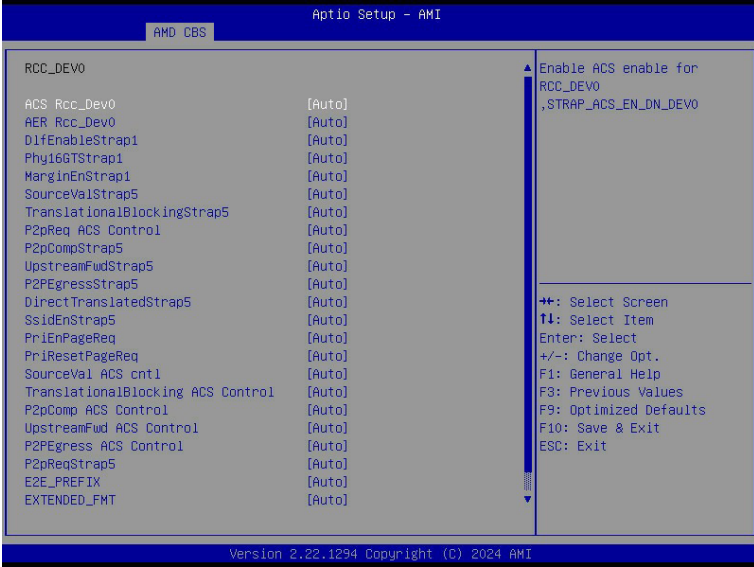 Aptio Setup - AMI
AMD CBS
RCC_DEV0
ACS Rcc_Dev0 [Auto]
AER Rcc_Dev0 [Auto]
DlfEnableStrap1 [Auto]
Phy16GTStrap1 [Auto]
MarginEnStrap1 [Auto]
SourceValStrap5 [Auto]
TranslationalBlockingStrap5 [Auto]
P2pReq ACS Control [Auto]
P2pCompStrap5 [Auto]
UpstreamFwdStrap5 [Auto]
P2PEgressStrap5 [Auto]
DirectTranslatedStrap5 [Auto]
SsidEnStrap5 [Auto]
PriEnPageReq [Auto]
PriResetPageReq [Auto]
SourceVal ACS cntl [Auto]
TranslationalBlocking ACS Control [Auto]
P2pComp ACS Control [Auto]
UpstreamFwd ACS Control [Auto]
P2PEgress ACS Control [Auto]
P2pReqStrap5 [Auto]
E2E_PREFIX [Auto]
EXTENDED_FMT [Auto]
Enable ACS enable for
RCC_DEV0
,STRAP_ACS_EN_DN_DEV0
→←: Select Screen
↑↓: Select Item
Enter: Select
+/-: Change Opt.
F1: General Help
F3: Previous Values
F9: Optimized Defaults
F10: Save & Exit
ESC: Exit
Version 2.22.1294 Copyright (C) 2024 AMI